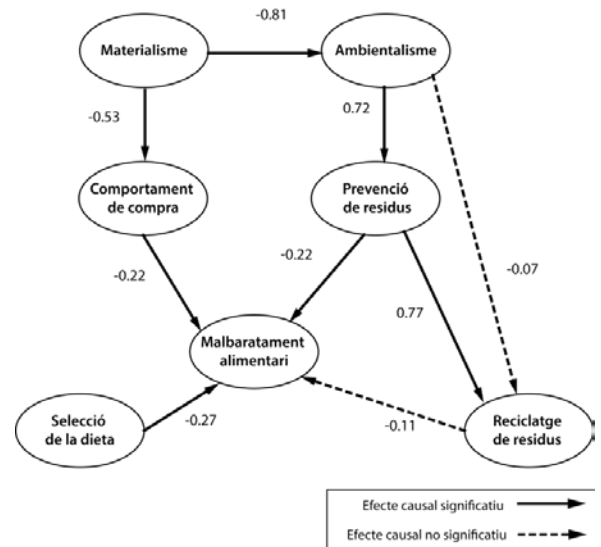 -0.81
Materialisme
Ambientalisme
-0.53
0.72
Comportament
de compra
Prevenció
de residus
-0.22
-0.22
-0.07
0.77
Malbaratament
alimentari
Selecció
de la dieta
-0.27
-0.11
Reciclatge
de residus
Efecte causal significatiu
Efecte causal no significatiu